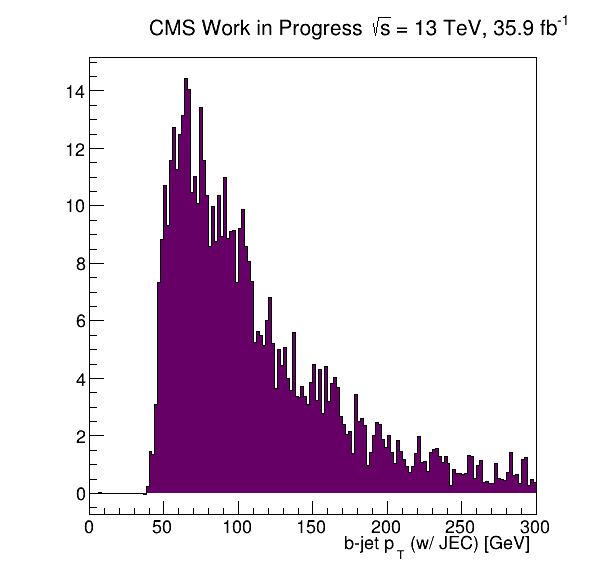 CMS Work in Progress √s = 13 TeV, 35.9 fb⁻¹
14
12
10
8
6
4
2
0
0 50 100 150 200 250 300
b-jet p_T (w/ JEC) [GeV]